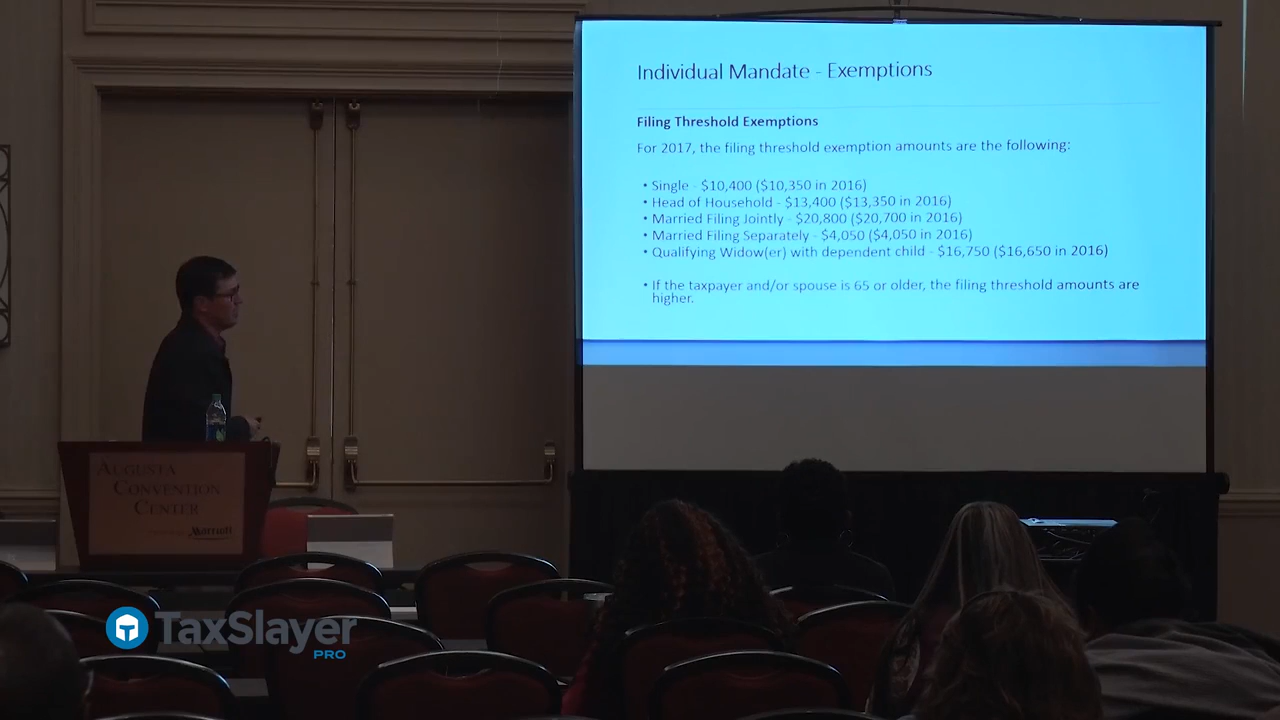 Individual Mandate - Exemptions
Filing Threshold Exemptions
For 2017, the filing threshold exemption amounts are the following:
• Single - $10,400 ($10,350 in 2016)
• Head of Household - $13,400 ($13,350 in 2016)
• Married Filing Jointly - $20,800 ($20,700 in 2016)
• Married Filing Separately - $4,050 ($4,050 in 2016)
• Qualifying Widow(er) with dependent child - $16,750 ($16,650 in 2016)
• If the taxpayer and/or spouse is 65 or older, the filing threshold amounts are
higher.
AUGUSTA
CONVENTION
CENTER
Marriott
TaxSlayer
PRO